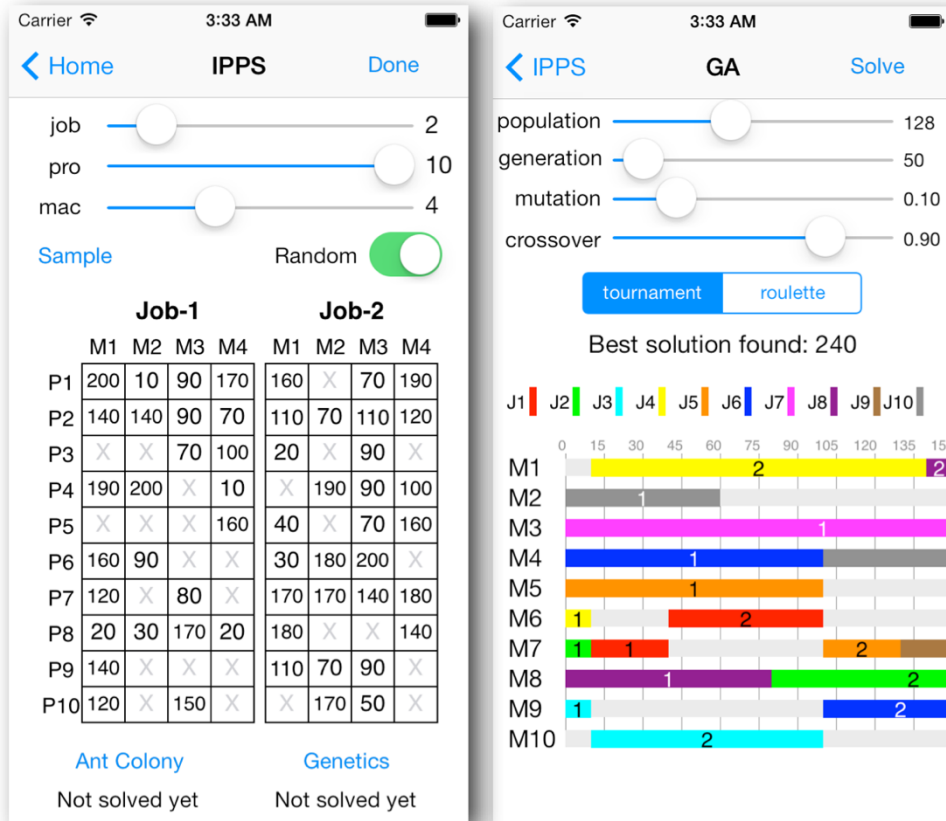 Carrier 3:33 AM
Home IPPS Done
job 2
pro 10
mac 4
Sample Random
Job-1 Job-2
M1 M2 M3 M4 M1 M2 M3 M4
P1 200 10 90 170 160 X 70 190
P2 140 140 90 70 110 70 110 120
P3 X X 70 100 20 X 90 X
P4 190 200 X 10 X 190 90 100
P5 X X X 160 40 X 70 160
P6 160 90 X X 30 180 200 X
P7 120 X 80 X 170 170 140 180
P8 20 30 170 20 180 X X 140
P9 140 X X X 110 70 90 X
P10 120 X 150 X X 170 50 X
Ant Colony Genetics
Not solved yet Not solved yet
Carrier 3:33 AM
IPPS GA Solve
population 128
generation 50
mutation 0.10
crossover 0.90
tournament roulette
Best solution found: 240
J1 J2 J3 J4 J5 J6 J7 J8 J9 J10
0 15 30 45 60 75 90 105 120 135 15
M1 2 2
M2 1
M3 1
M4 1
M5 1
M6 1 2
M7 1 1 2
M8 1 2
M9 1 2
M10 2